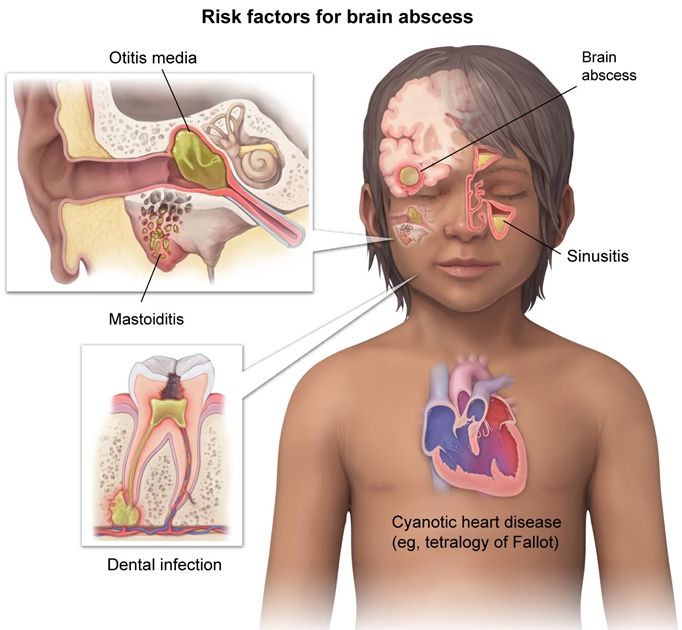 Risk factors for brain abscess
Otitis media
Brain
abscess
Sinusitis
Mastoiditis
Dental infection
Cyanotic heart disease
(eg, tetralogy of Fallot)